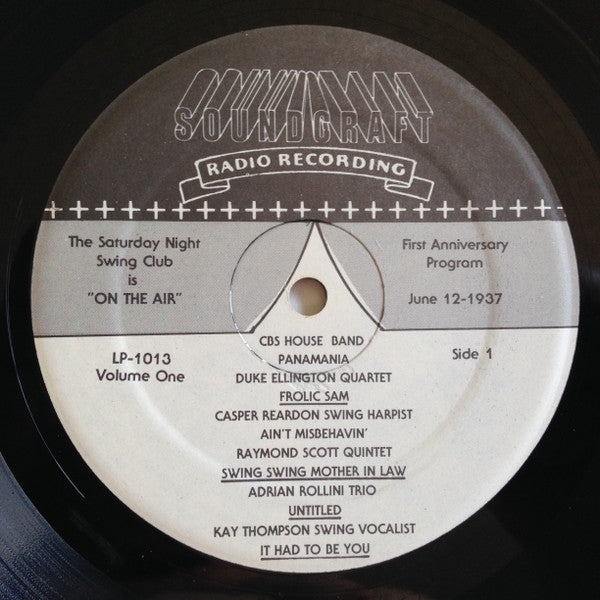 SOUNDCRAFT
RADIO RECORDING
The Saturday Night
Swing Club
is
"ON THE AIR"
First Anniversary
Program
June 12-1937
LP-1013
Volume One
Side 1
CBS HOUSE BAND
PANAMANIA
DUKE ELLINGTON QUARTET
FROLIC SAM
CASPER REARDON SWING HARPIST
AIN'T MISBEHAVIN'
RAYMOND SCOTT QUINTET
SWING SWING MOTHER IN LAW
ADRIAN ROLLINI TRIO
UNTITLED
KAY THOMPSON SWING VOCALIST
IT HAD TO BE YOU